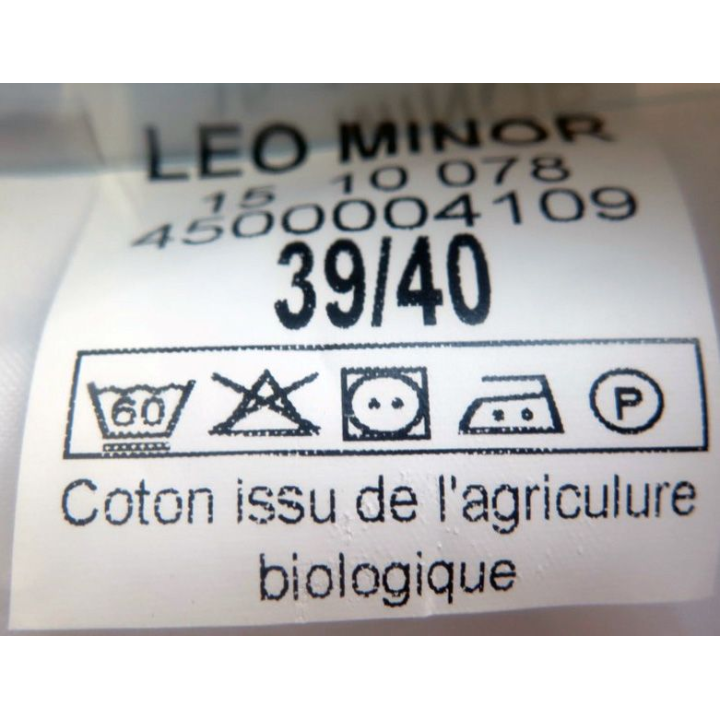 LEO MINOR
15 10 078
4500004109
39/40
60 P
Coton issu de l'agriculure
biologique